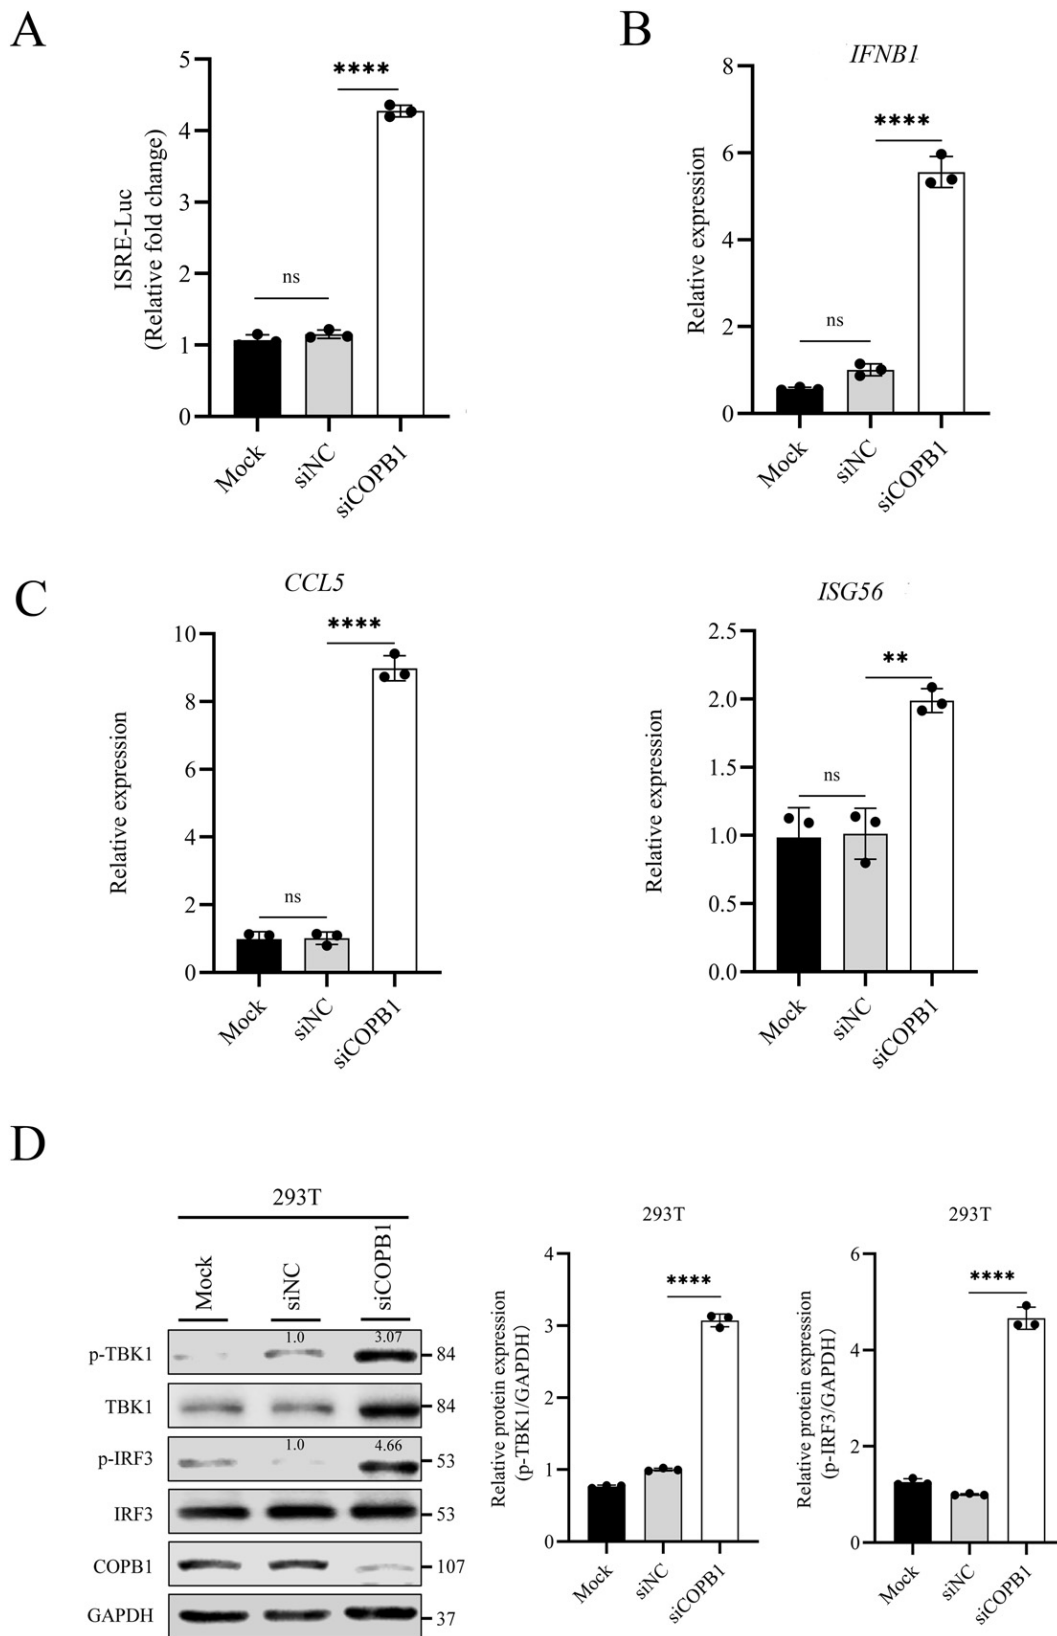 A
ISRE-Luc
(Relative fold change)
5
4
3
2
1
0
ns
****
Mock
siNC
siCOPB1
B
IFNB1
Relative expression
8
6
4
2
0
ns
****
Mock
siNC
siCOPB1
C
CCL5
Relative expression
10
8
6
4
2
0
ns
****
Mock
siNC
siCOPB1
ISG56
Relative expression
2.5
2.0
1.5
1.0
0.5
0.0
ns
**
Mock
siNC
siCOPB1
D
293T
Mock
siNC
siCOPB1
p-TBK1 1.0 3.07 84
TBK1 84
p-IRF3 1.0 4.66 53
IRF3 53
COPB1 107
GAPDH 37
293T
Relative protein expression
(p-TBK1/GAPDH)
4
3
2
1
0
****
Mock
siNC
siCOPB1
293T
Relative protein expression
(p-IRF3/GAPDH)
6
4
2
0
****
Mock
siNC
siCOPB1